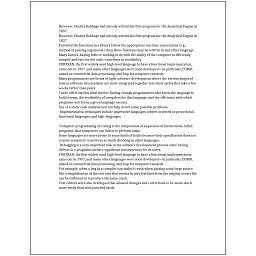 However, Charles Babbage had already written his first program for the Analytical Engine in
1837.
However, Charles Babbage had already written his first program for the Analytical Engine in
1837.
Provided the functions in a library follow the appropriate run-time conventions (e.g.,
method of passing arguments), then these functions may be written in any other language.
Many factors, having little or nothing to do with the ability of the computer to efficiently
compile and execute the code, contribute to readability.
FORTRAN, the first widely used high-level language to have a functional implementation,
came out in 1957, and many other languages were soon developed—in particular, COBOL
aimed at commercial data processing, and Lisp for computer research.
Many programmers use forms of Agile software development where the various stages of
formal software development are more integrated together into short cycles that take a few
weeks rather than years.
Trade-offs from this ideal involve finding enough programmers who know the language to
build a team, the availability of compilers for that language, and the efficiency with which
programs written in a given language execute.
Use of a static code analysis tool can help detect some possible problems.
Implementation techniques include imperative languages (object-oriented or procedural),
functional languages, and logic languages.

Computer programming or coding is the composition of sequences of instructions, called
programs, that computers can follow to perform tasks.
Some languages are more prone to some kinds of faults because their specification does not
require compilers to perform as much checking as other languages.
Debugging is a very important task in the software development process since having
defects in a program can have significant consequences for its users.
FORTRAN, the first widely used high-level language to have a functional implementation,
came out in 1957, and many other languages were soon developed—in particular, COBOL
aimed at commercial data processing, and Lisp for computer research.
For example, when a bug in a compiler can make it crash when parsing some large source
file, a simplification of the test case that results in only few lines from the original source file
can be sufficient to reproduce the same crash.
Text editors were also developed that allowed changes and corrections to be made much
more easily than with punched cards.